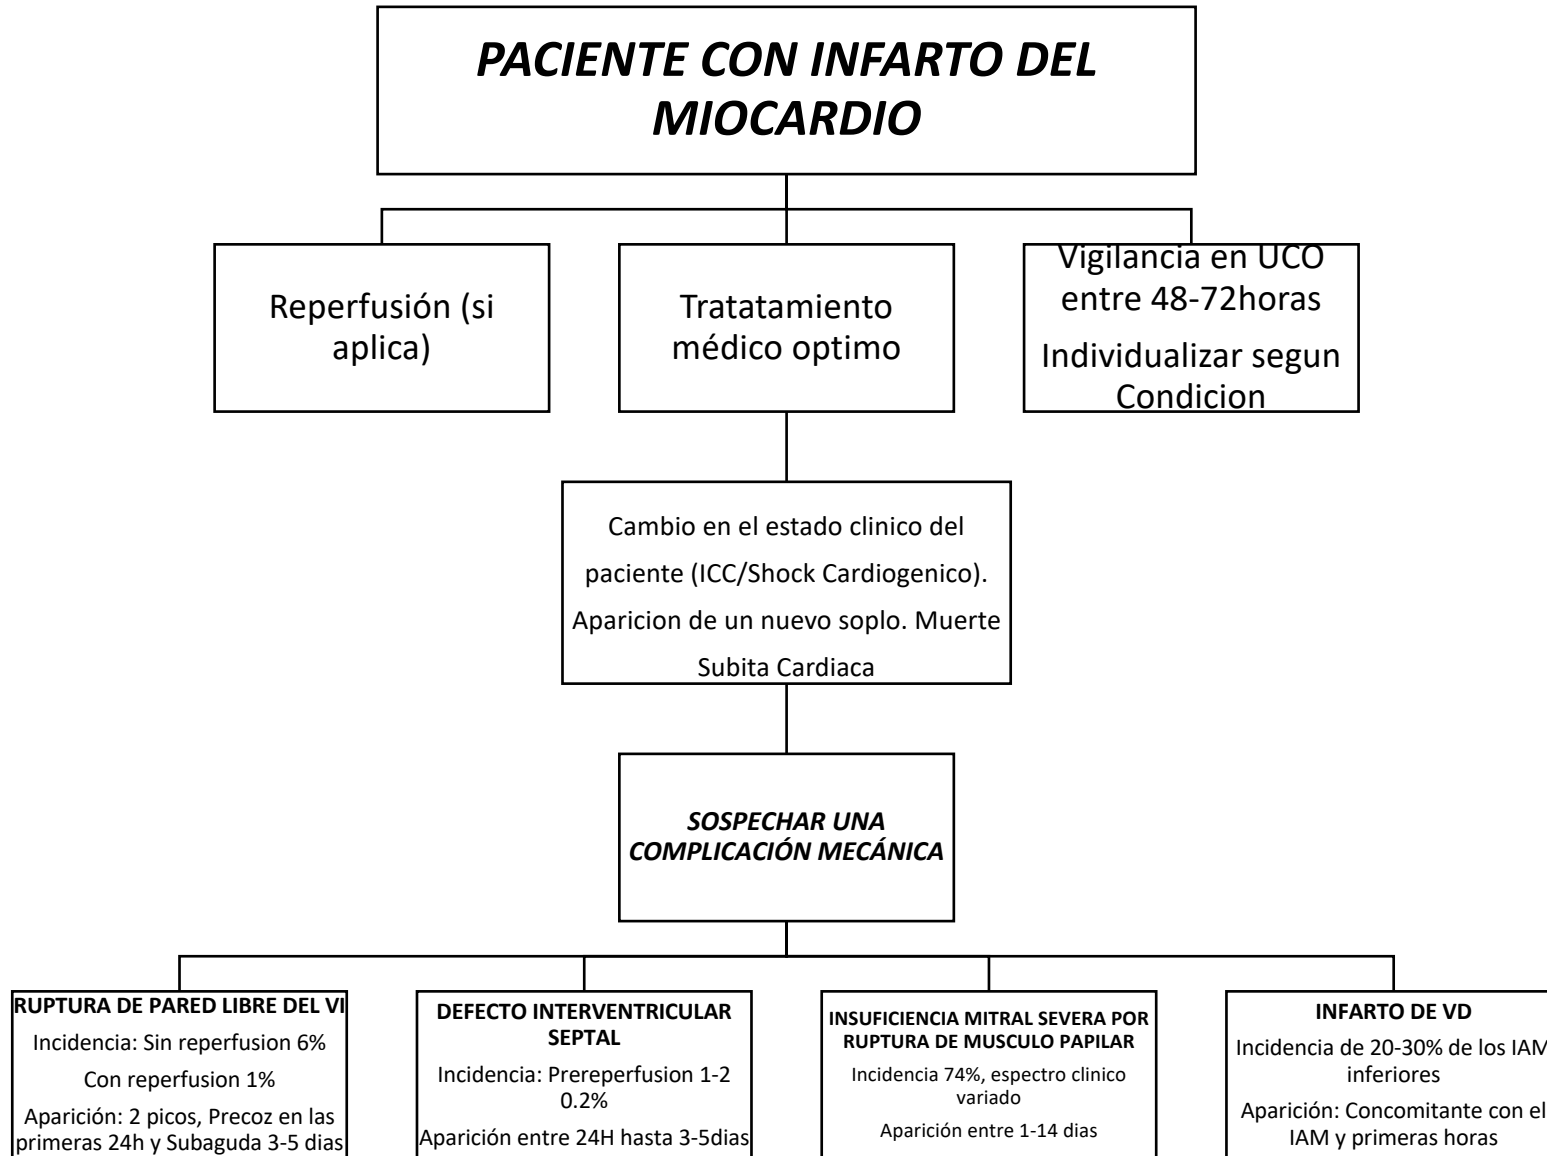 PACIENTE CON INFARTO DEL
MIOCARDIO
Reperfusión (si
aplica)
Tratatamiento
médico optimo
Vigilancia en UCO
entre 48-72horas
Individualizar segun
Condicion
Cambio en el estado clinico del
paciente (ICC/Shock Cardiogenico).
Aparicion de un nuevo soplo. Muerte
Subita Cardiaca
SOSPECHAR UNA
COMPLICACIÓN MECÁNICA
RUPTURA DE PARED LIBRE DEL VI
Incidencia: Sin reperfusion 6%
Con reperfusion 1%
Aparición: 2 picos, Precoz en las
primeras 24h y Subaguda 3-5 dias
DEFECTO INTERVENTRICULAR
SEPTAL
Incidencia: Prereperfusion 1-2
0.2%
Aparición entre 24H hasta 3-5dias
INSUFICIENCIA MITRAL SEVERA POR
RUPTURA DE MUSCULO PAPILAR
Incidencia 74%, espectro clinico
variado
Aparición entre 1-14 dias
INFARTO DE VD
Incidencia de 20-30% de los IAM
inferiores
Aparición: Concomitante con el
IAM y primeras horas